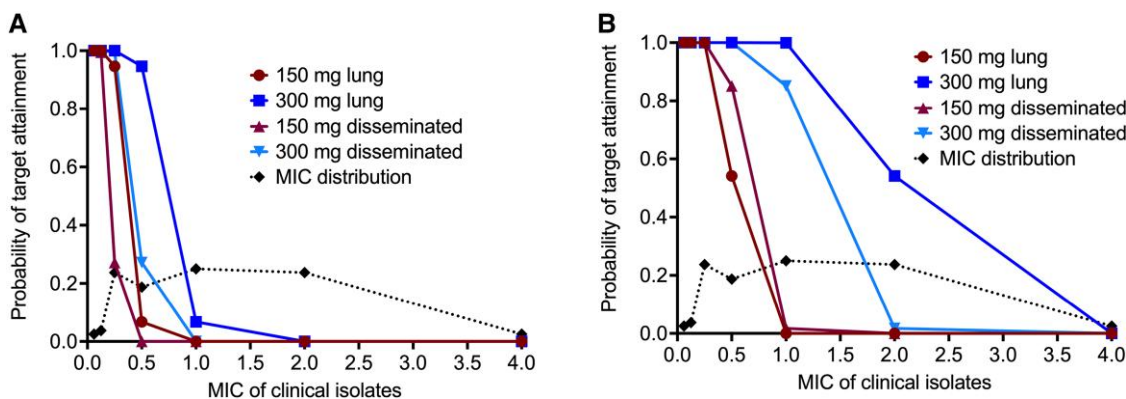 A
Probability of target attainment
1.0
0.8
0.6
0.4
0.2
0.0
0.0 0.5 1.0 1.5 2.0 2.5 3.0 3.5 4.0
MIC of clinical isolates
150 mg lung
300 mg lung
150 mg disseminated
300 mg disseminated
MIC distribution
B
Probability of target attainment
1.0
0.8
0.6
0.4
0.2
0.0
0.0 0.5 1.0 1.5 2.0 2.5 3.0 3.5 4.0
MIC of clinical isolates
150 mg lung
300 mg lung
150 mg disseminated
300 mg disseminated
MIC distribution